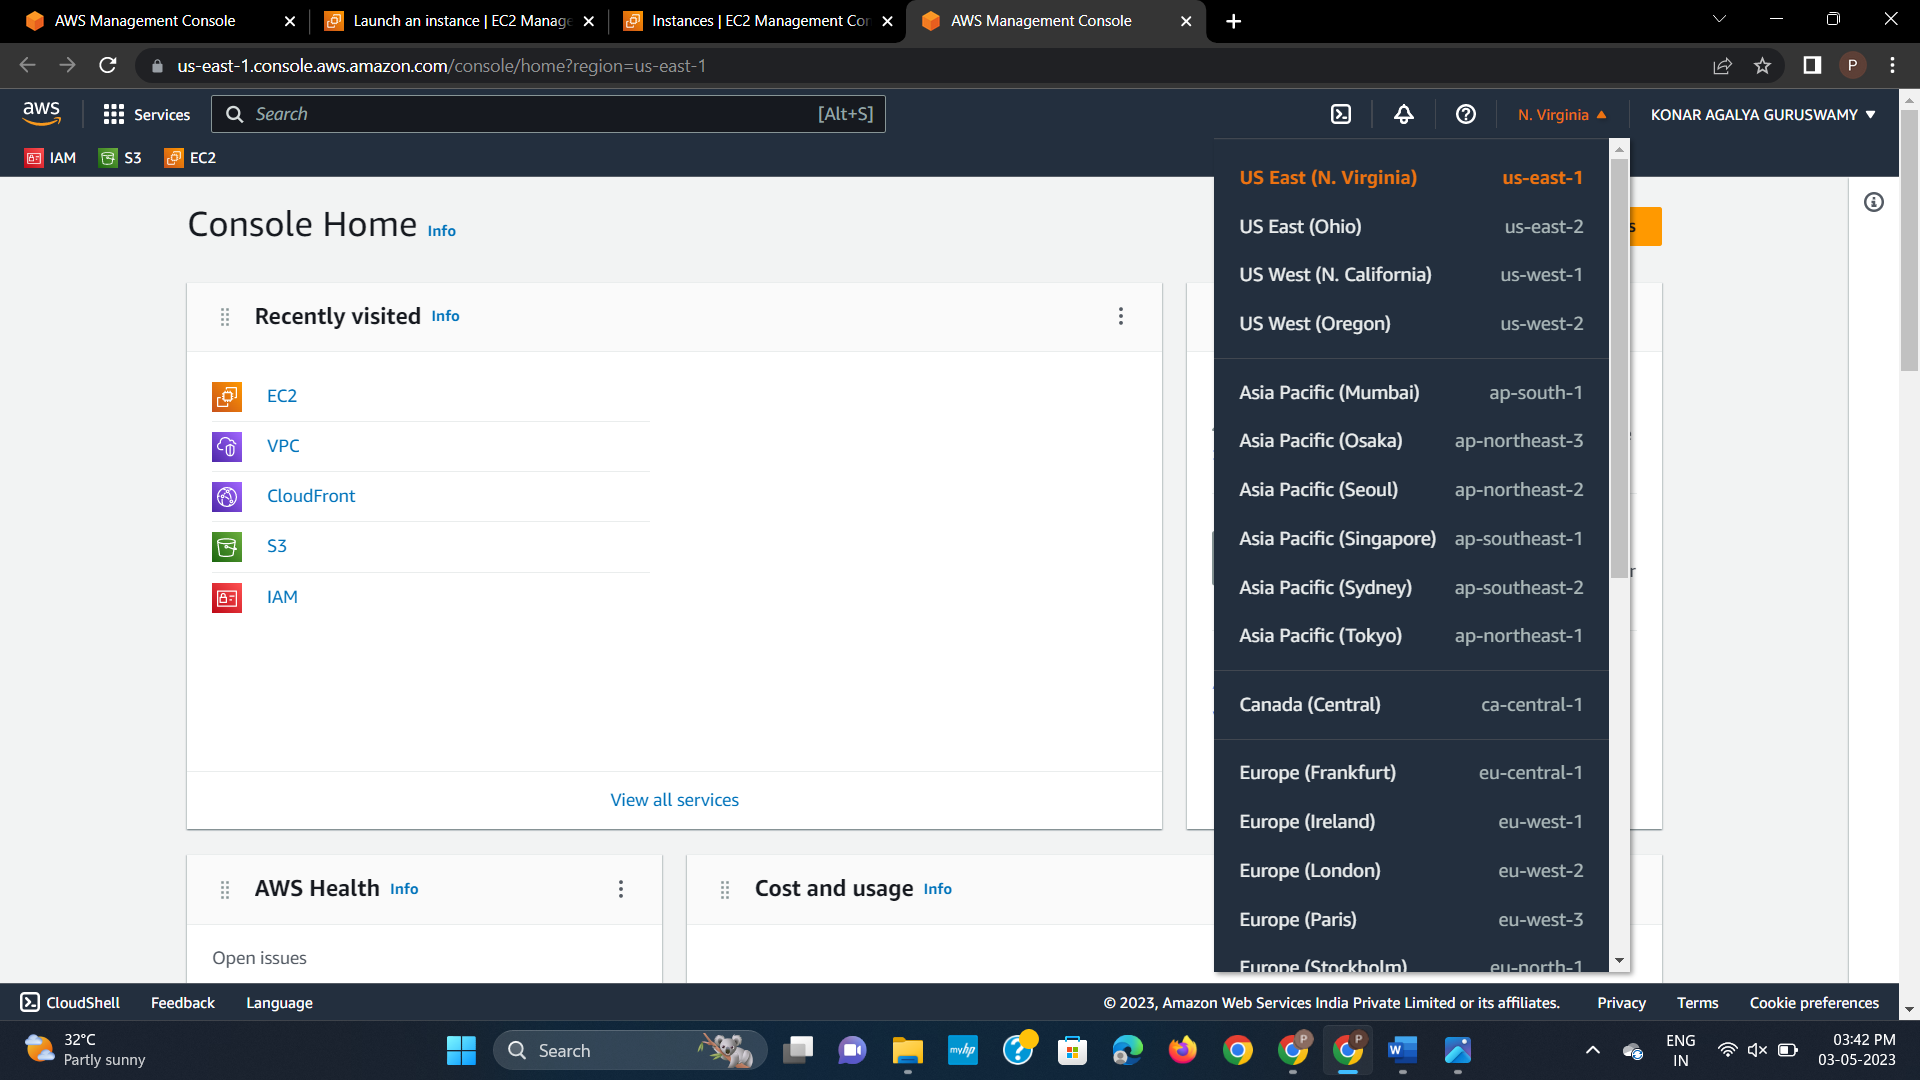 AWS Management Console
Launch an instance | EC2 Manage
Instances | EC2 Management Con
AWS Management Console
us-east-1.console.aws.amazon.com/console/home?region=us-east-1
P
aws
Services
Search
[Alt+S]
N. Virginia
KONAR AGALYA GURUSWAMY
IAM
S3
EC2
Console Home Info
Recently visited Info
EC2
VPC
CloudFront
S3
IAM
View all services
AWS Health Info
Open issues
Cost and usage Info
US East (N. Virginia) us-east-1
US East (Ohio) us-east-2
US West (N. California) us-west-1
US West (Oregon) us-west-2
Asia Pacific (Mumbai) ap-south-1
Asia Pacific (Osaka) ap-northeast-3
Asia Pacific (Seoul) ap-northeast-2
Asia Pacific (Singapore) ap-southeast-1
Asia Pacific (Sydney) ap-southeast-2
Asia Pacific (Tokyo) ap-northeast-1
Canada (Central) ca-central-1
Europe (Frankfurt) eu-central-1
Europe (Ireland) eu-west-1
Europe (London) eu-west-2
Europe (Paris) eu-west-3
Europe (Stockholm) eu-north-1
CloudShell
Feedback
Language
© 2023, Amazon Web Services India Private Limited or its affiliates.
Privacy
Terms
Cookie preferences
32°C
Partly sunny
Search
myhp
ENG
IN
03:42 PM
03-05-2023